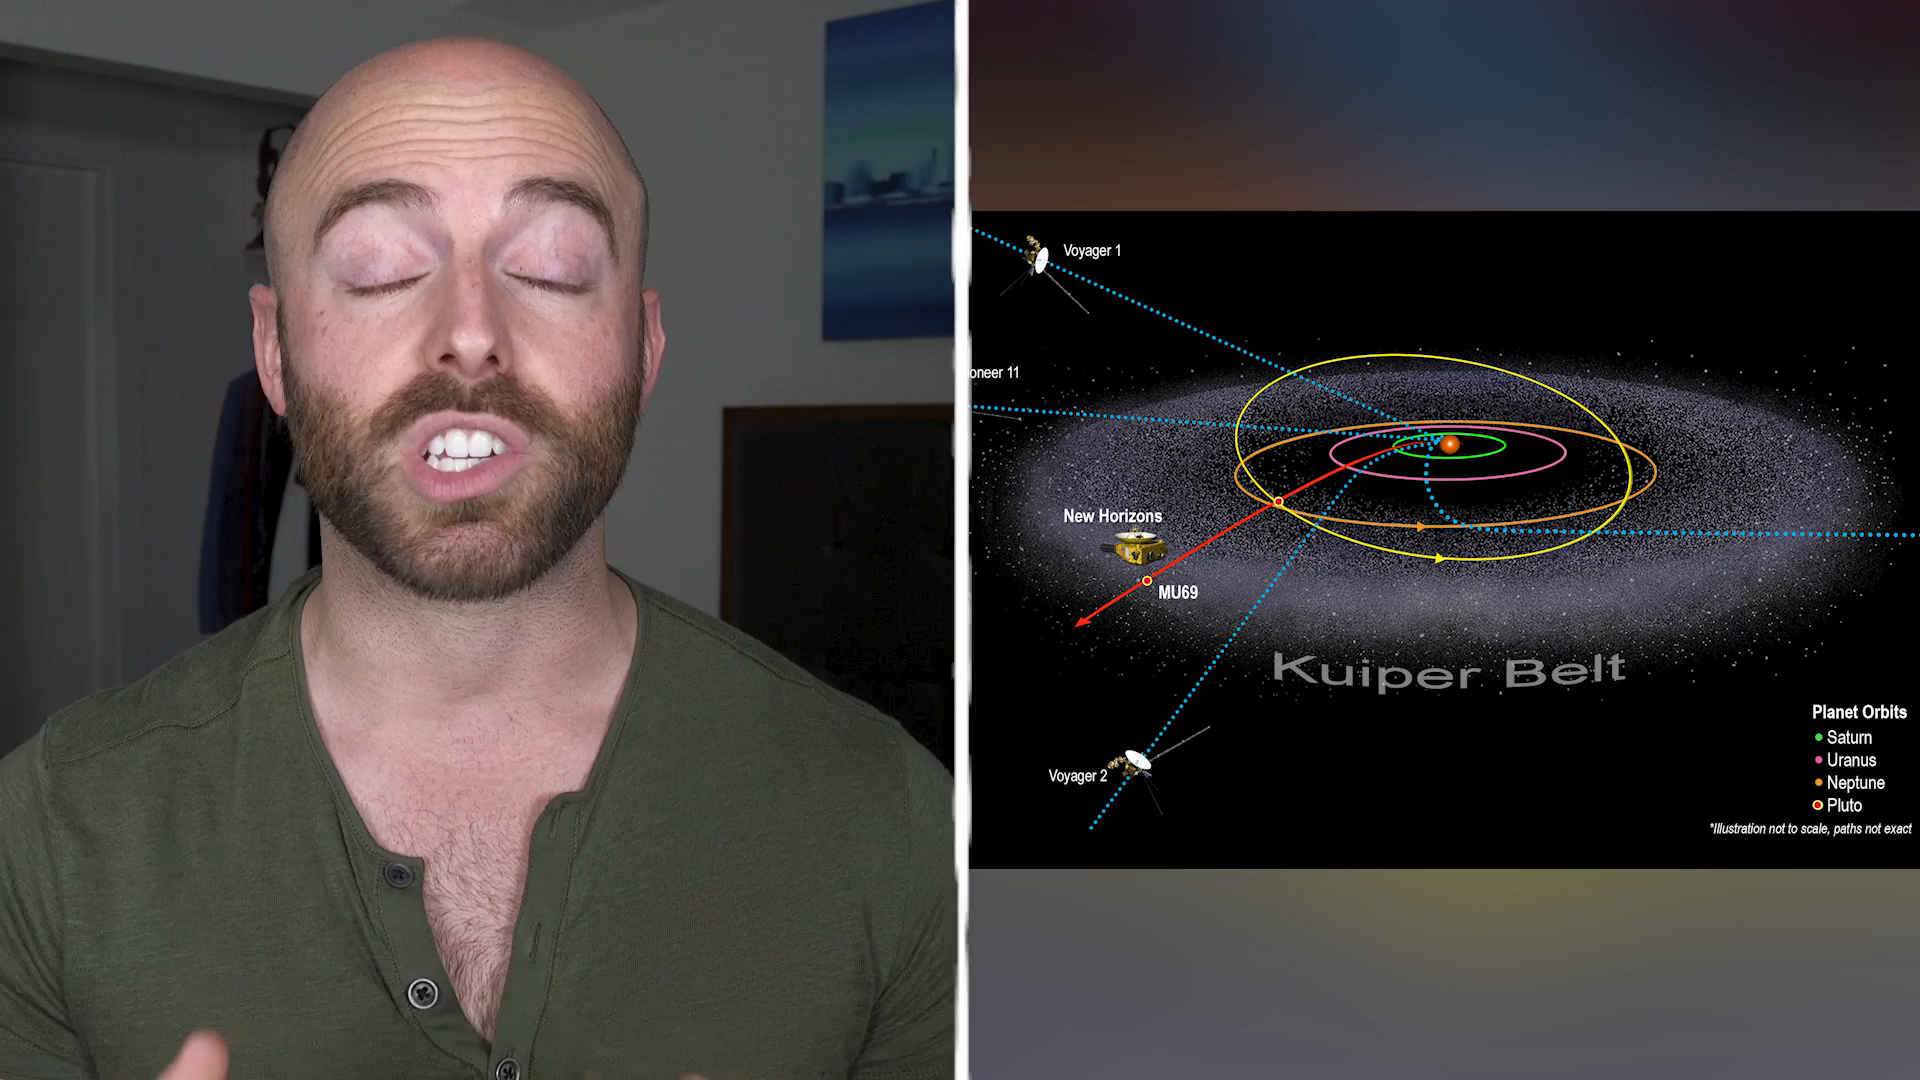 Voyager 1
oneer 11
New Horizons
MU69
Kuiper Belt
Voyager 2
Planet Orbits
Saturn
Uranus
Neptune
Pluto
*Illustration not to scale, paths not exact